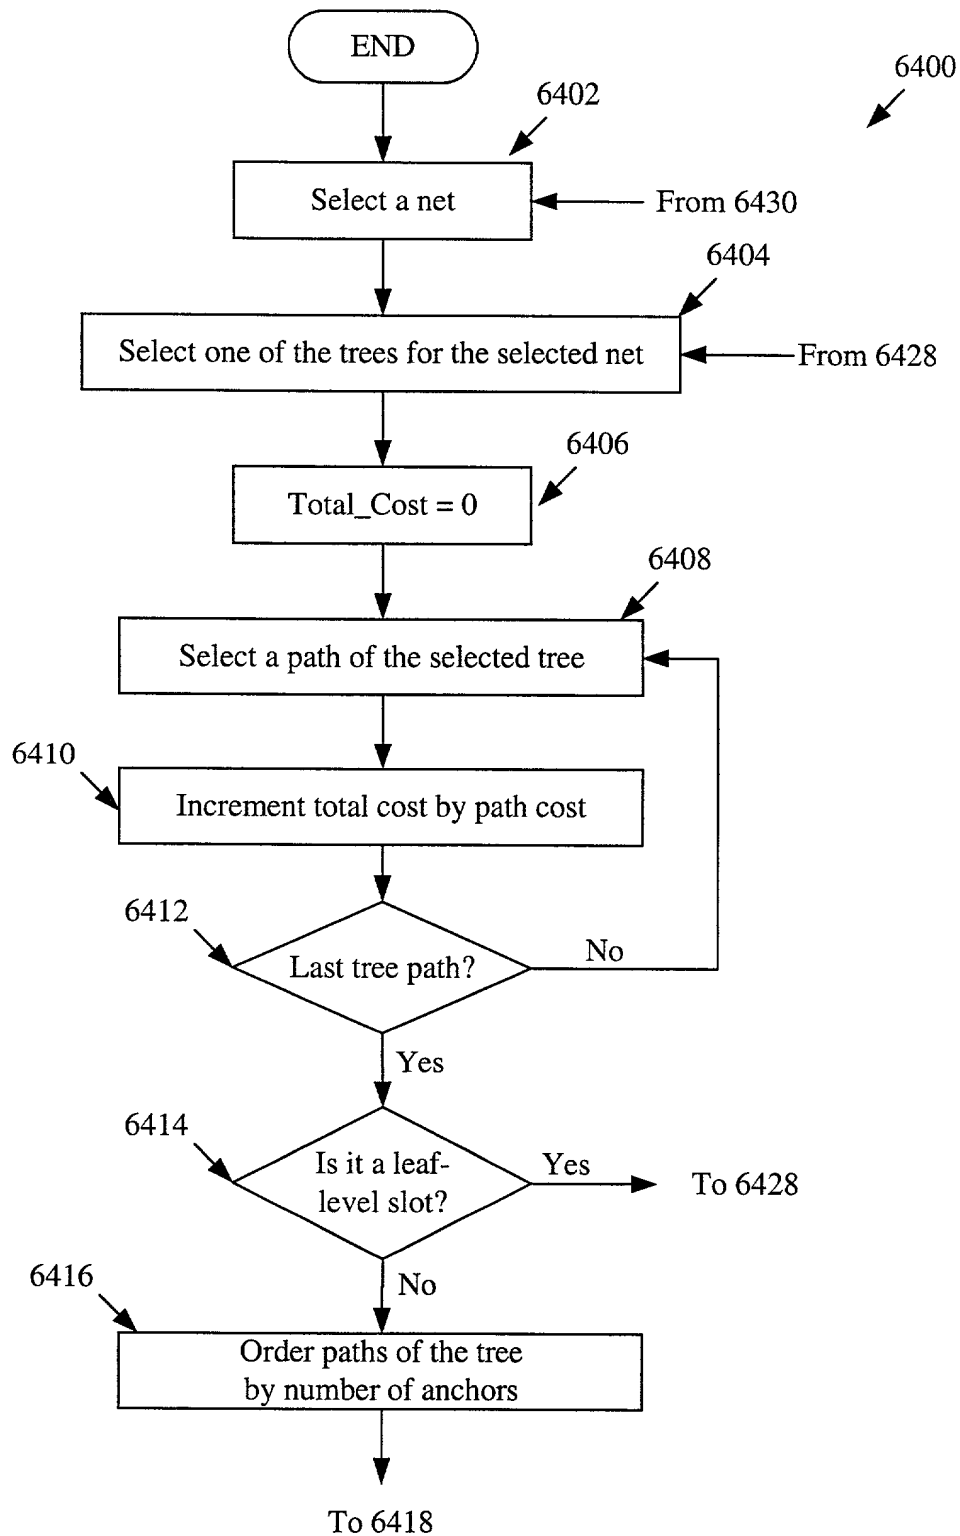 END
6400
6402
Select a net
From 6430
6404
Select one of the trees for the selected net
From 6428
6406
Total_Cost = 0
6408
Select a path of the selected tree
6410
Increment total cost by path cost
6412
Last tree path?
No
Yes
6414
Is it a leaf-
level slot?
Yes
To 6428
No
6416
Order paths of the tree
by number of anchors
To 6418